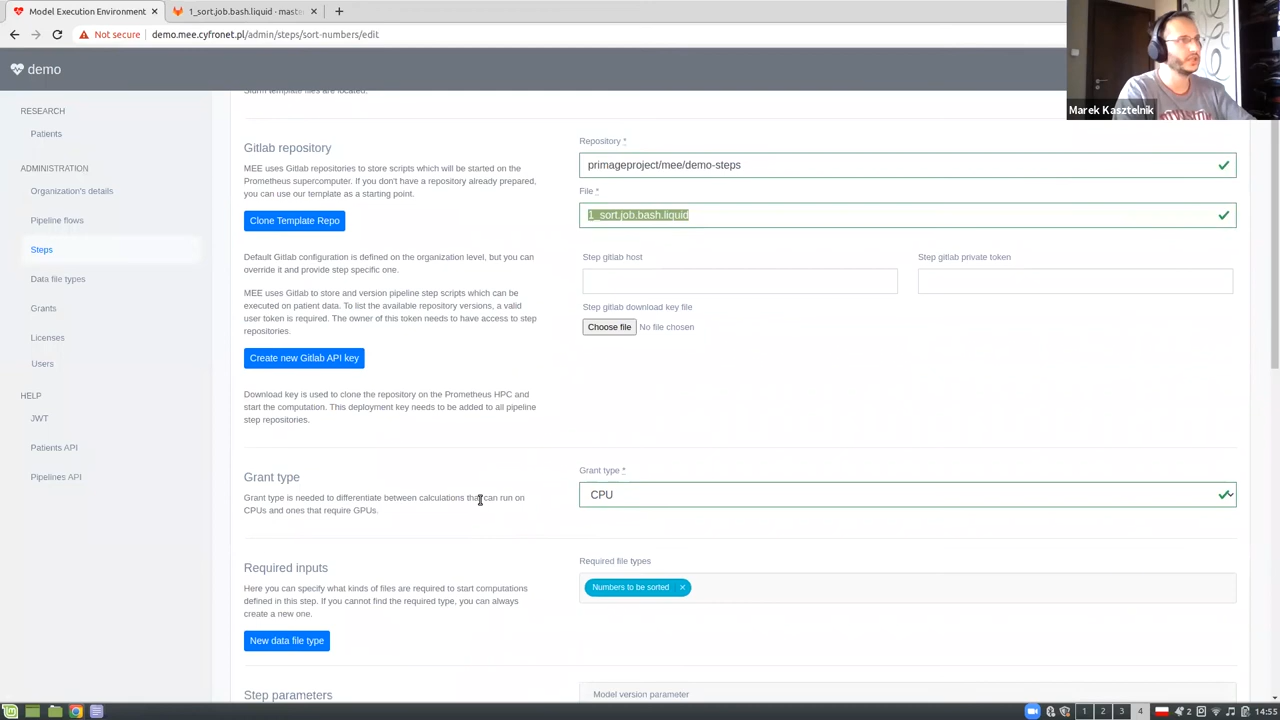 Model Execution Environment
1_sort.job.bash.liquid - maste
Not secure
demo.mee.cyfronet.pl/admin/steps/sort-numbers/edit
Marek Kasztelnik
demo
RESEARCH
Patients
ADMINISTRATION
Organization's details
Pipeline flows
Steps
Data file types
Grants
Licenses
Users
HELP
JWT
Patients API
Pipelines API
Slurm template files are located.
Gitlab repository
MEE uses Gitlab repositories to store scripts which will be started on the
Prometheus supercomputer. If you don't have a repository already prepared,
you can use our template as a starting point.
Clone Template Repo
Default Gitlab configuration is defined on the organization level, but you can
override it and provide step specific one.
MEE uses Gitlab to store and version pipeline step scripts which can be
executed on patient data. To list the available repository versions, a valid
user token is required. The owner of this token needs to have access to step
repositories.
Create new Gitlab API key
Download key is used to clone the repository on the Prometheus HPC and
start the computation. This deployment key needs to be added to all pipeline
step repositories.
Repository *
primageproject/mee/demo-steps
File *
1_sort.job.bash.liquid
Step gitlab host
Step gitlab private token
Step gitlab download key file
Choose file No file chosen
Grant type
Grant type is needed to differentiate between calculations that can run on
CPUs and ones that require GPUs.
Grant type *
CPU
Required inputs
Here you can specify what kinds of files are required to start computations
defined in this step. If you cannot find the required type, you can always
create a new one.
New data file type
Required file types
Numbers to be sorted ×
Step parameters
Model version parameter
1 2 3 4
2
14:55